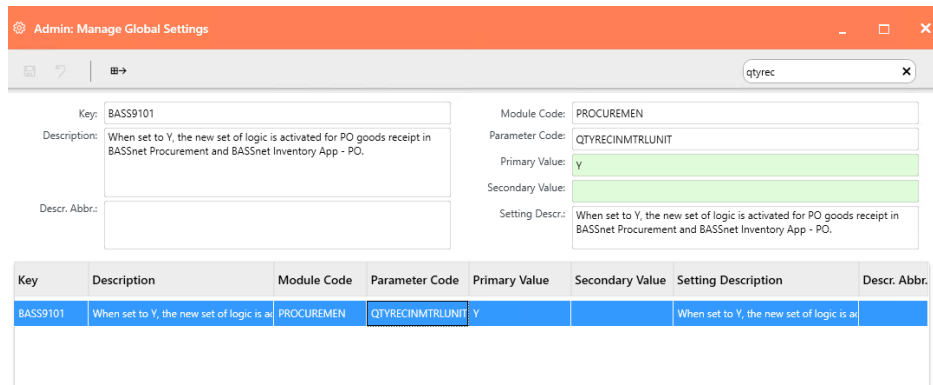 Admin: Manage Global Settings
qtyrec
Key: BASS9101
Description: When set to Y, the new set of logic is activated for PO goods receipt in
BASSnet Procurement and BASSnet Inventory App - PO.
Descr. Abbr.:
Module Code: PROCUREMEN
Parameter Code: QTYRECINMTRLUNIT
Primary Value: Y
Secondary Value:
Setting Descr.: When set to Y, the new set of logic is activated for PO goods receipt in
BASSnet Procurement and BASSnet Inventory App - PO.
Key Description Module Code Parameter Code Primary Value Secondary Value Setting Description Descr. Abbr.
BASS9101 When set to Y, the new set of logic is ac PROCUREMEN QTYRECINMTRLUNIT Y When set to Y, the new set of logic is ac